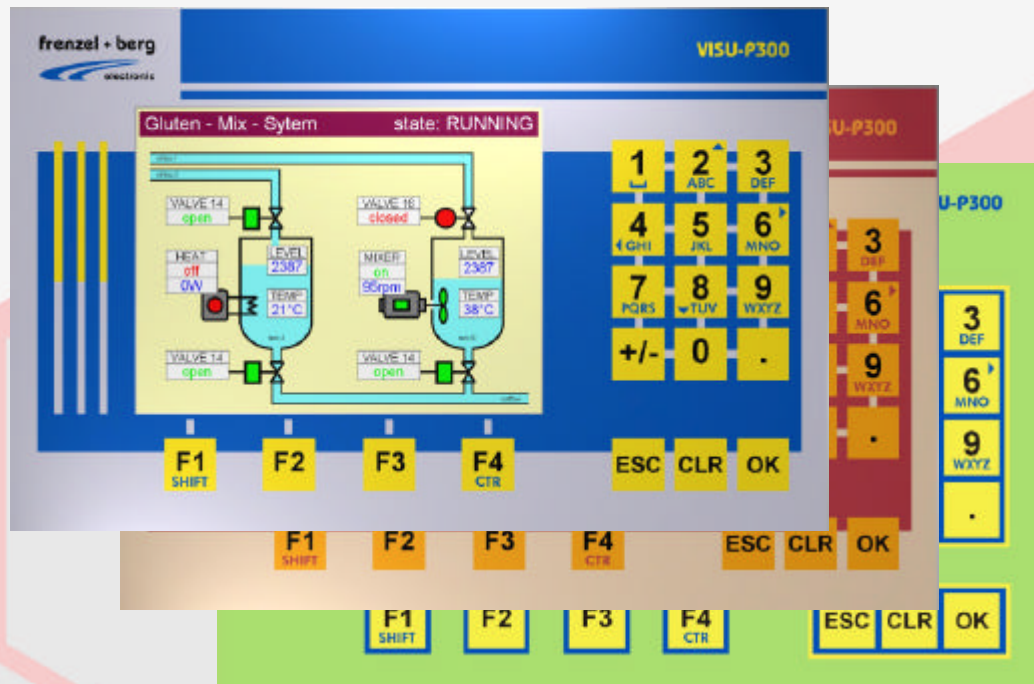 frenzel + berg
electronic
VISU-P300
Gluten - Mix - Sytem state: RUNNING
VALVE 14
open
VALVE 16
closed
HEAT
off
0W
LEVEL
2387
TEMP
21°C
MIXER
on
95rpm
LEVEL
2387
TEMP
38°C
VALVE 14
open
VALVE 14
open
1 2 3
ABC DEF
4 5 6
GHI JKL MNO
7 8 9
PQRS TUV WXYZ
+/- 0 .
F1 F2 F3 F4 ESC CLR OK
SHIFT CTR
SU-P300
3
DEF
6
MNO
9
WXYZ
.
F1 F2 F3 F4 ESC CLR OK
SHIFT CTR
U-P300
3
DEF
6
MNO
9
WXYZ
.
F1 F2 F3 F4 ESC CLR OK
SHIFT CTR